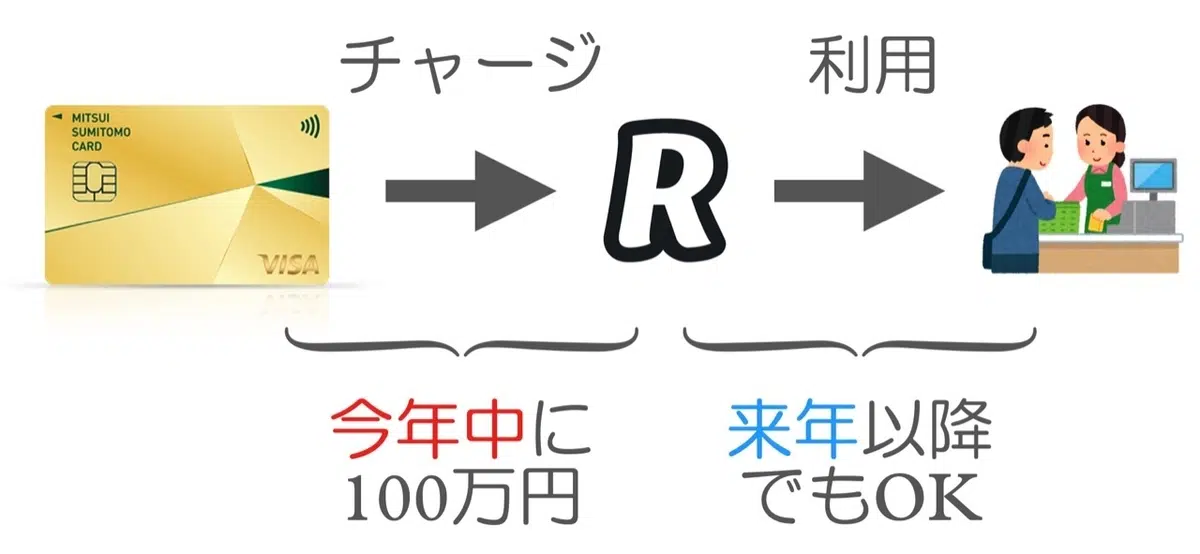 チャージ
利用
MITSUI
SUMITOMO
CARD
VISA
R
今年中に
100万円
来年以降
でもOK